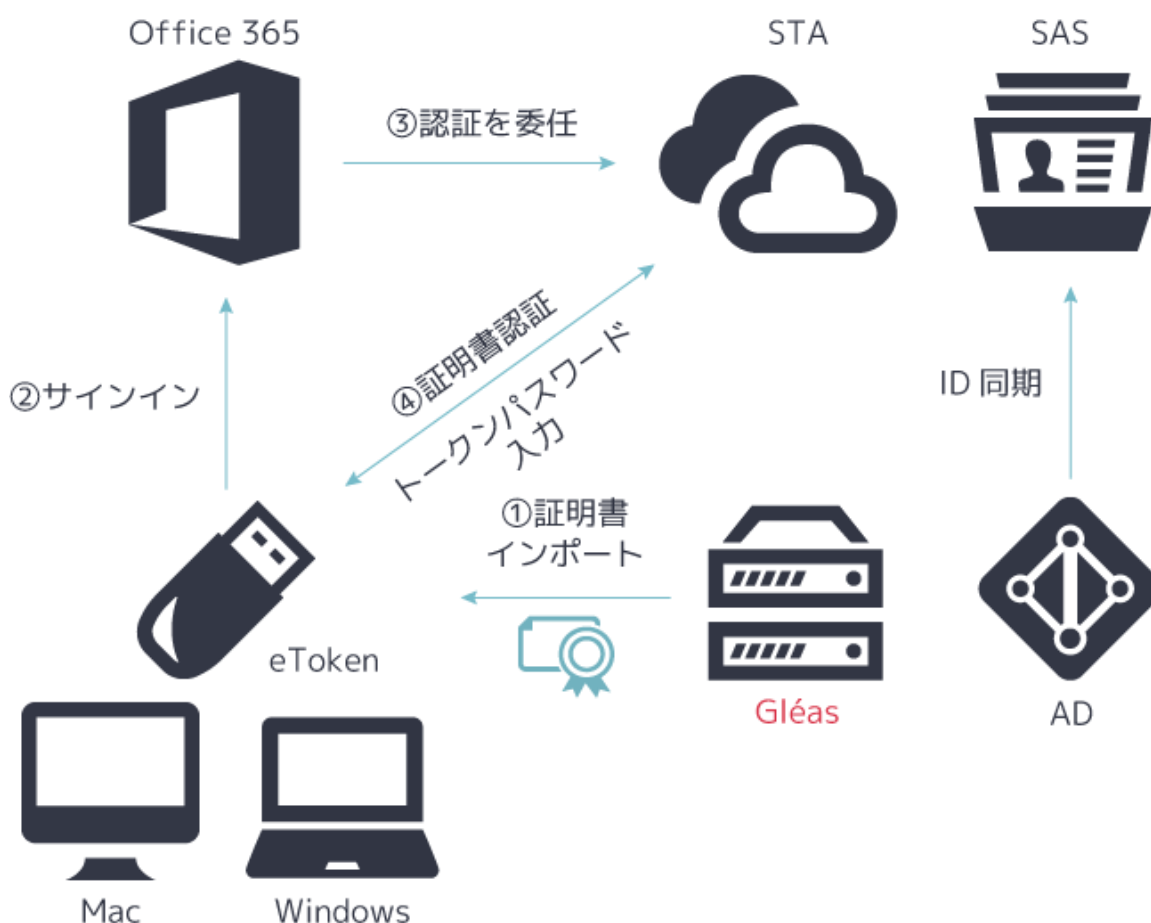 Office 365
STA
SAS
③認証を委任
②サインイン
④証明書認証
トークンパスワード
入力
ID 同期
①証明書
インポート
eToken
Gléas
AD
Mac
Windows